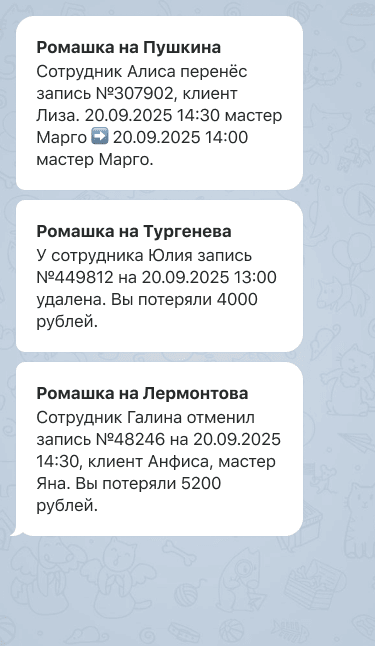 Ромашка на Пушкина
Сотрудник Алиса перенёс
запись №307902, клиент
Лиза. 20.09.2025 14:30 мастер
Марго ➡️ 20.09.2025 14:00
мастер Марго.
Ромашка на Тургенева
У сотрудника Юлия запись
№449812 на 20.09.2025 13:00
удалена. Вы потеряли 4000
рублей.
Ромашка на Лермонтова
Сотрудник Галина отменил
запись №48246 на 20.09.2025
14:30, клиент Анфиса, мастер
Яна. Вы потеряли 5200
рублей.